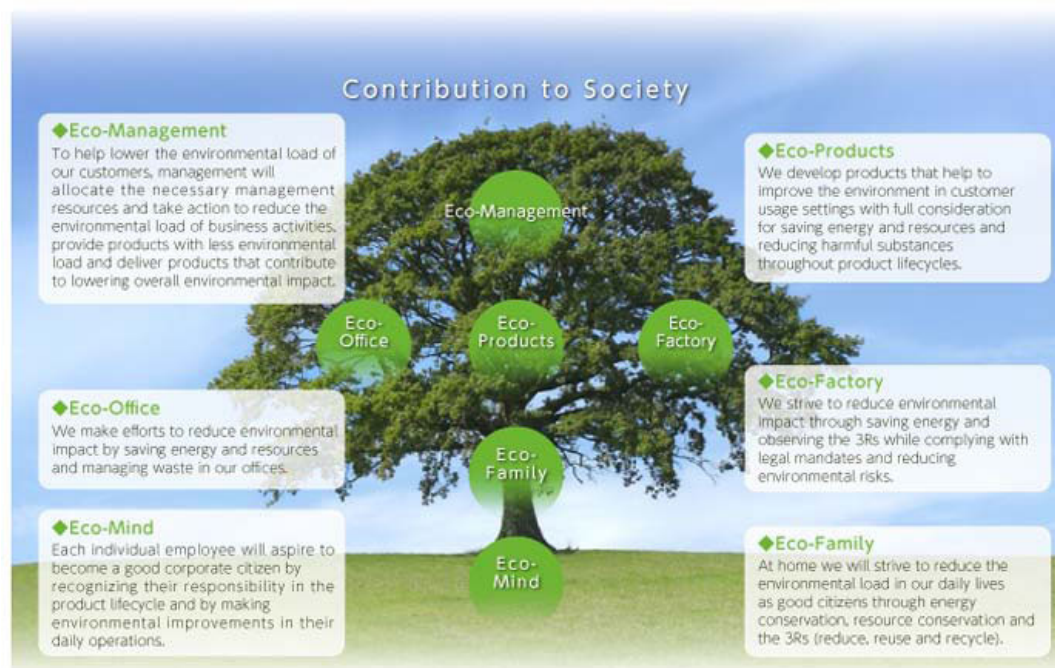 Contribution to Society
◆Eco-Management
To help lower the environmental load of
our customers, management will
allocate the necessary management
resources and take action to reduce the
environmental load of business activities,
provide products with less environmental
load and deliver products that contribute
to lowering overall environmental impact.
◆Eco-Products
We develop products that help to
improve the environment in customer
usage settings with full consideration
for saving energy and resources and
reducing harmful substances
throughout product lifecycles.
Eco-Management
Eco-
Office
Eco-
Products
Eco-
Factory
◆Eco-Office
We make efforts to reduce environmental
impact by saving energy and resources
and managing waste in our offices.
◆Eco-Factory
We strive to reduce environmental
impact through saving energy and
observing the 3Rs while complying with
legal mandates and reducing
environmental risks.
Eco-
Family
◆Eco-Mind
Each individual employee will aspire to
become a good corporate citizen by
recognizing their responsibility in the
product lifecycle and by making
environmental improvements in their
daily operations.
Eco-
Mind
◆Eco-Family
At home we will strive to reduce the
environmental load in our daily lives
as good citizens through energy
conservation, resource conservation and
the 3Rs (reduce, reuse and recycle).